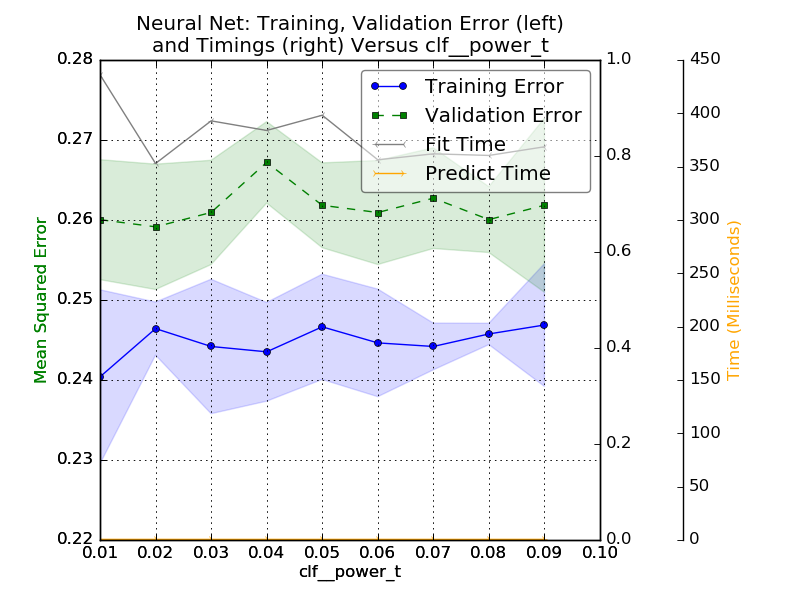 Neural Net: Training, Validation Error (left)
and Timings (right) Versus clf__power_t
Training Error
Validation Error
Fit Time
Predict Time
Mean Squared Error
0.28
0.27
0.26
0.25
0.24
0.23
0.22
1.0
0.8
0.6
0.4
0.2
0.0
450
400
350
300
250
200
150
100
50
0
Time (Milliseconds)
0.01 0.02 0.03 0.04 0.05 0.06 0.07 0.08 0.09 0.10
clf__power_t